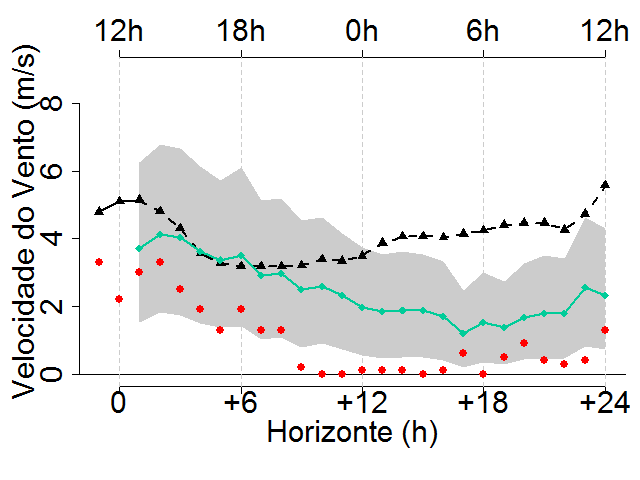 12h 18h 0h 6h 12h
Velocidade do Vento (m/s)
8
6
4
2
0
0 +6 +12 +18 +24
Horizonte (h)